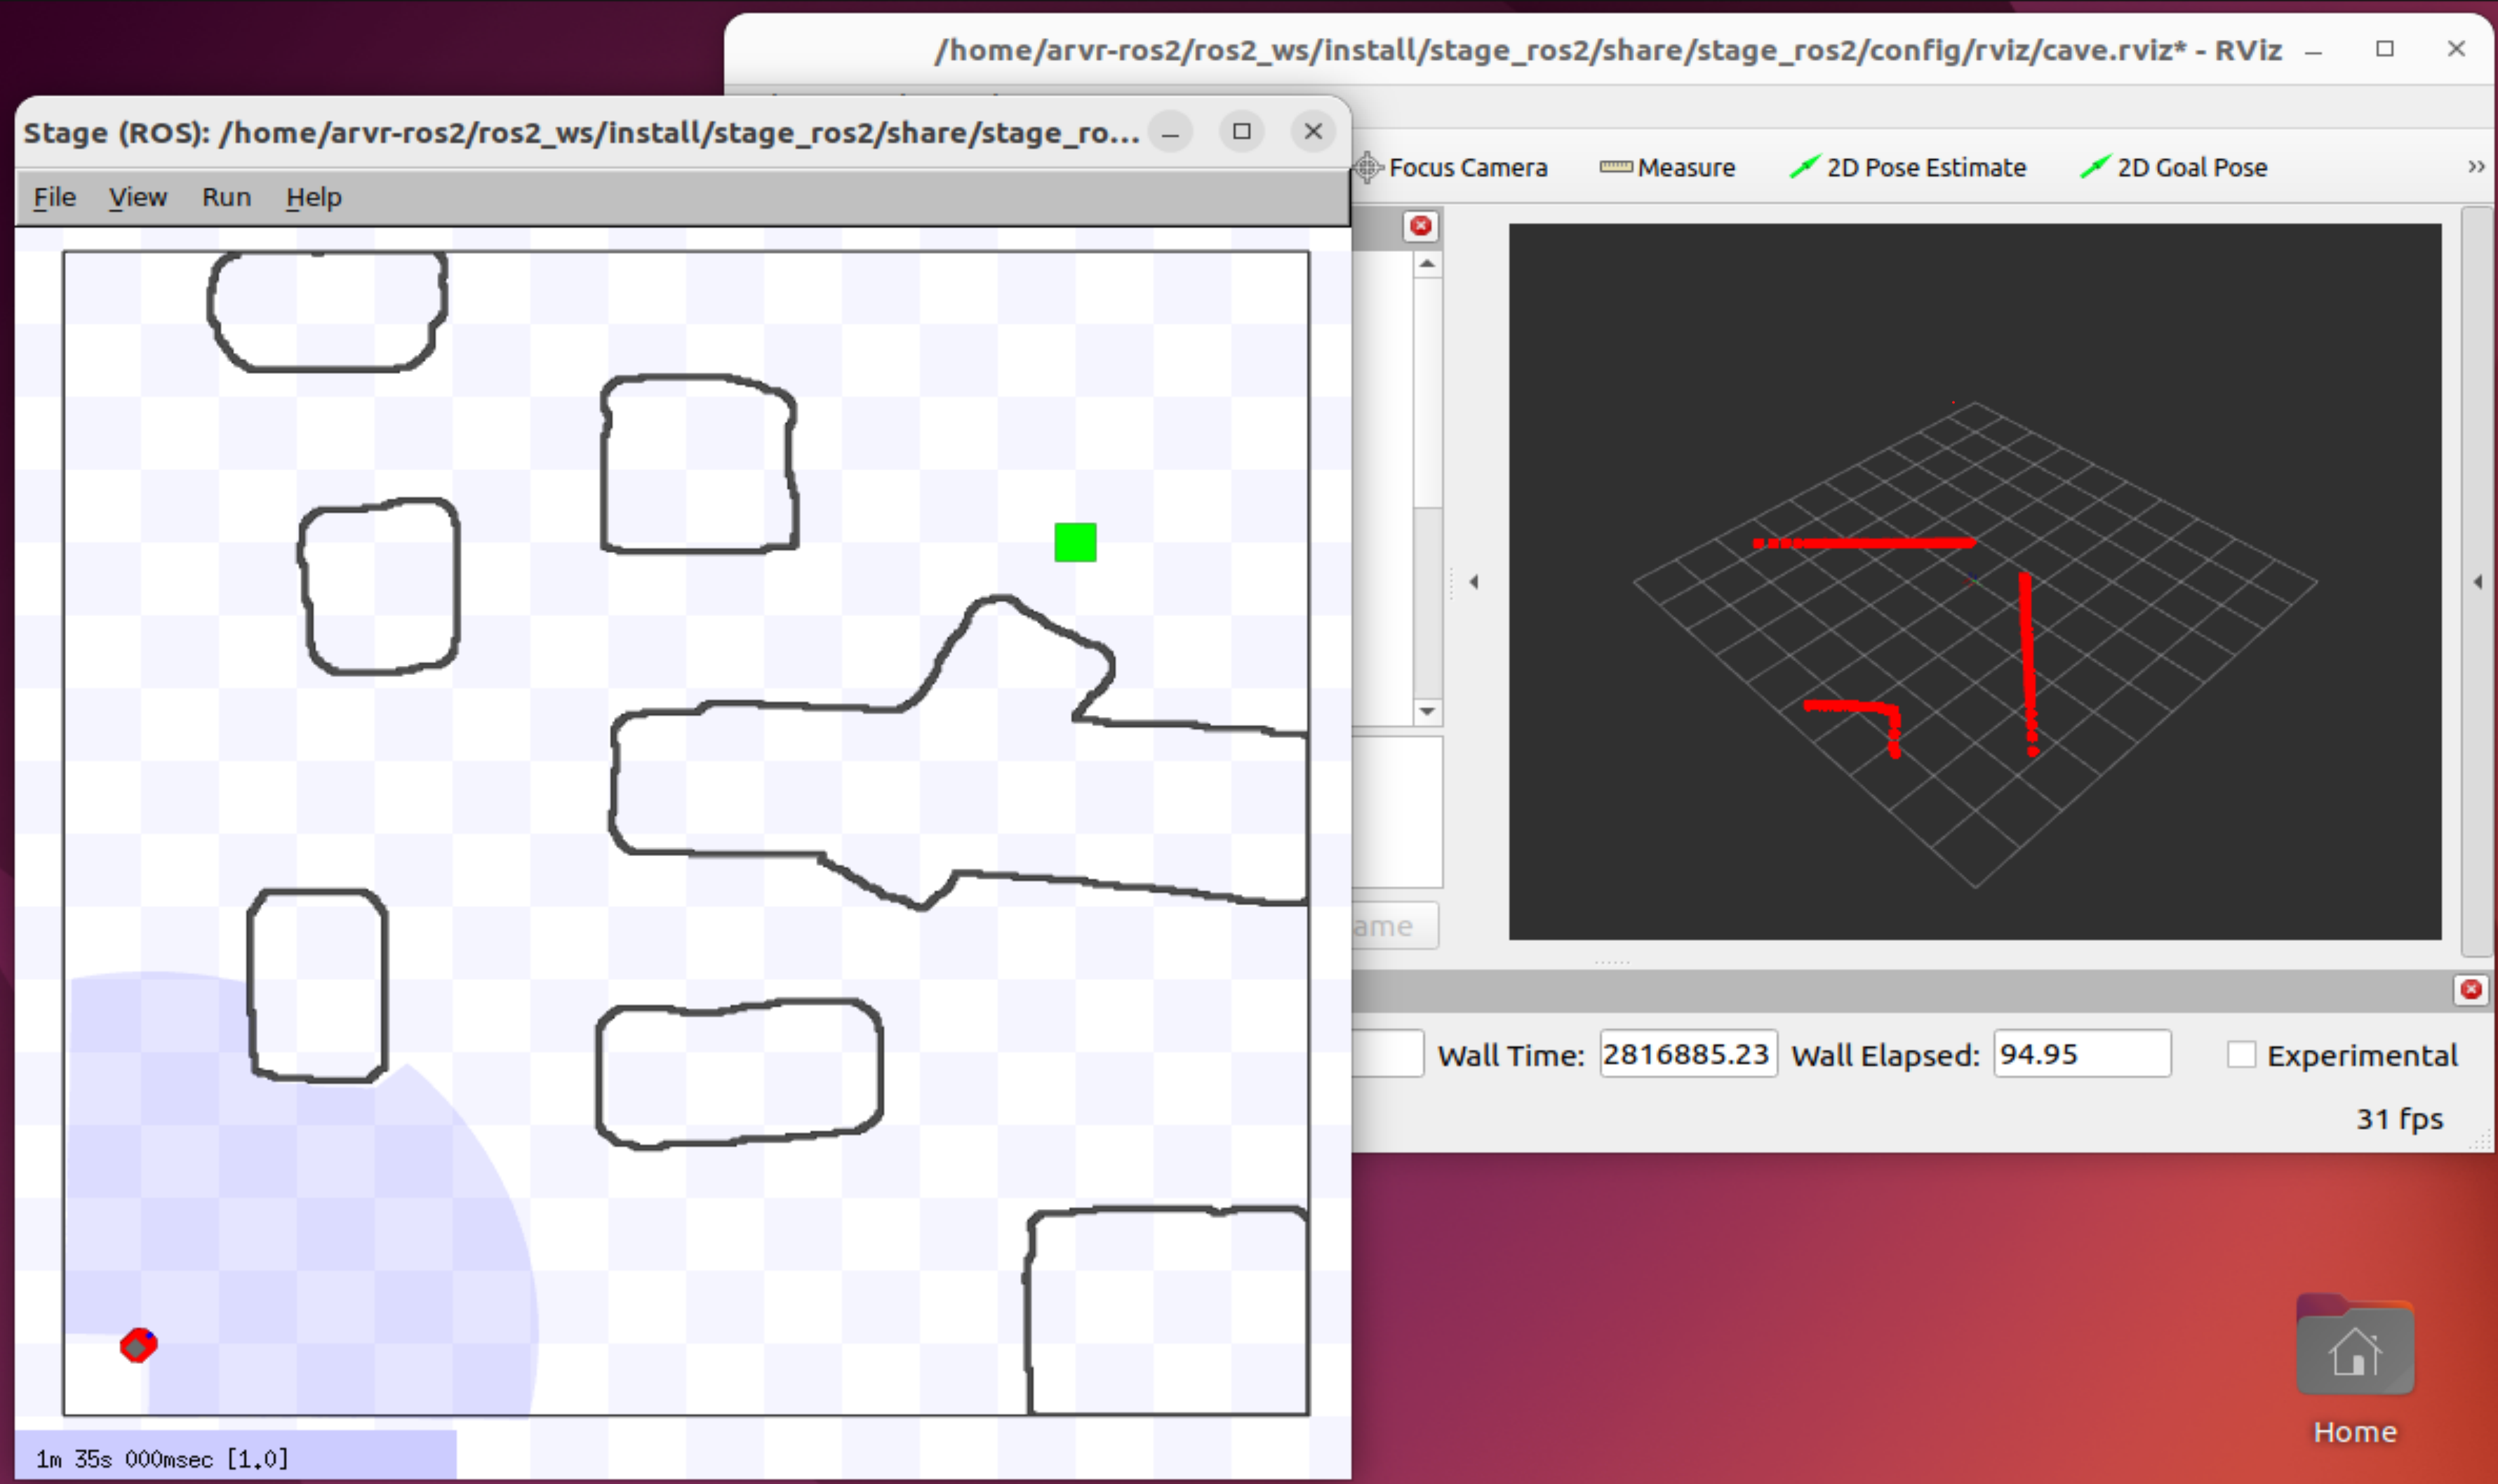 /home/arvr-ros2/ros2_ws/install/stage_ros2/share/stage_ros2/config/rviz/cave.rviz* - RViz
Stage (ROS): /home/arvr-ros2/ros2_ws/install/stage_ros2/share/stage_ro...
File View Run Help
Focus Camera Measure 2D Pose Estimate 2D Goal Pose »
ame
Wall Time: 2816885.23 Wall Elapsed: 94.95 Experimental
31 fps
1m 35s 000msec [1.0]
Home